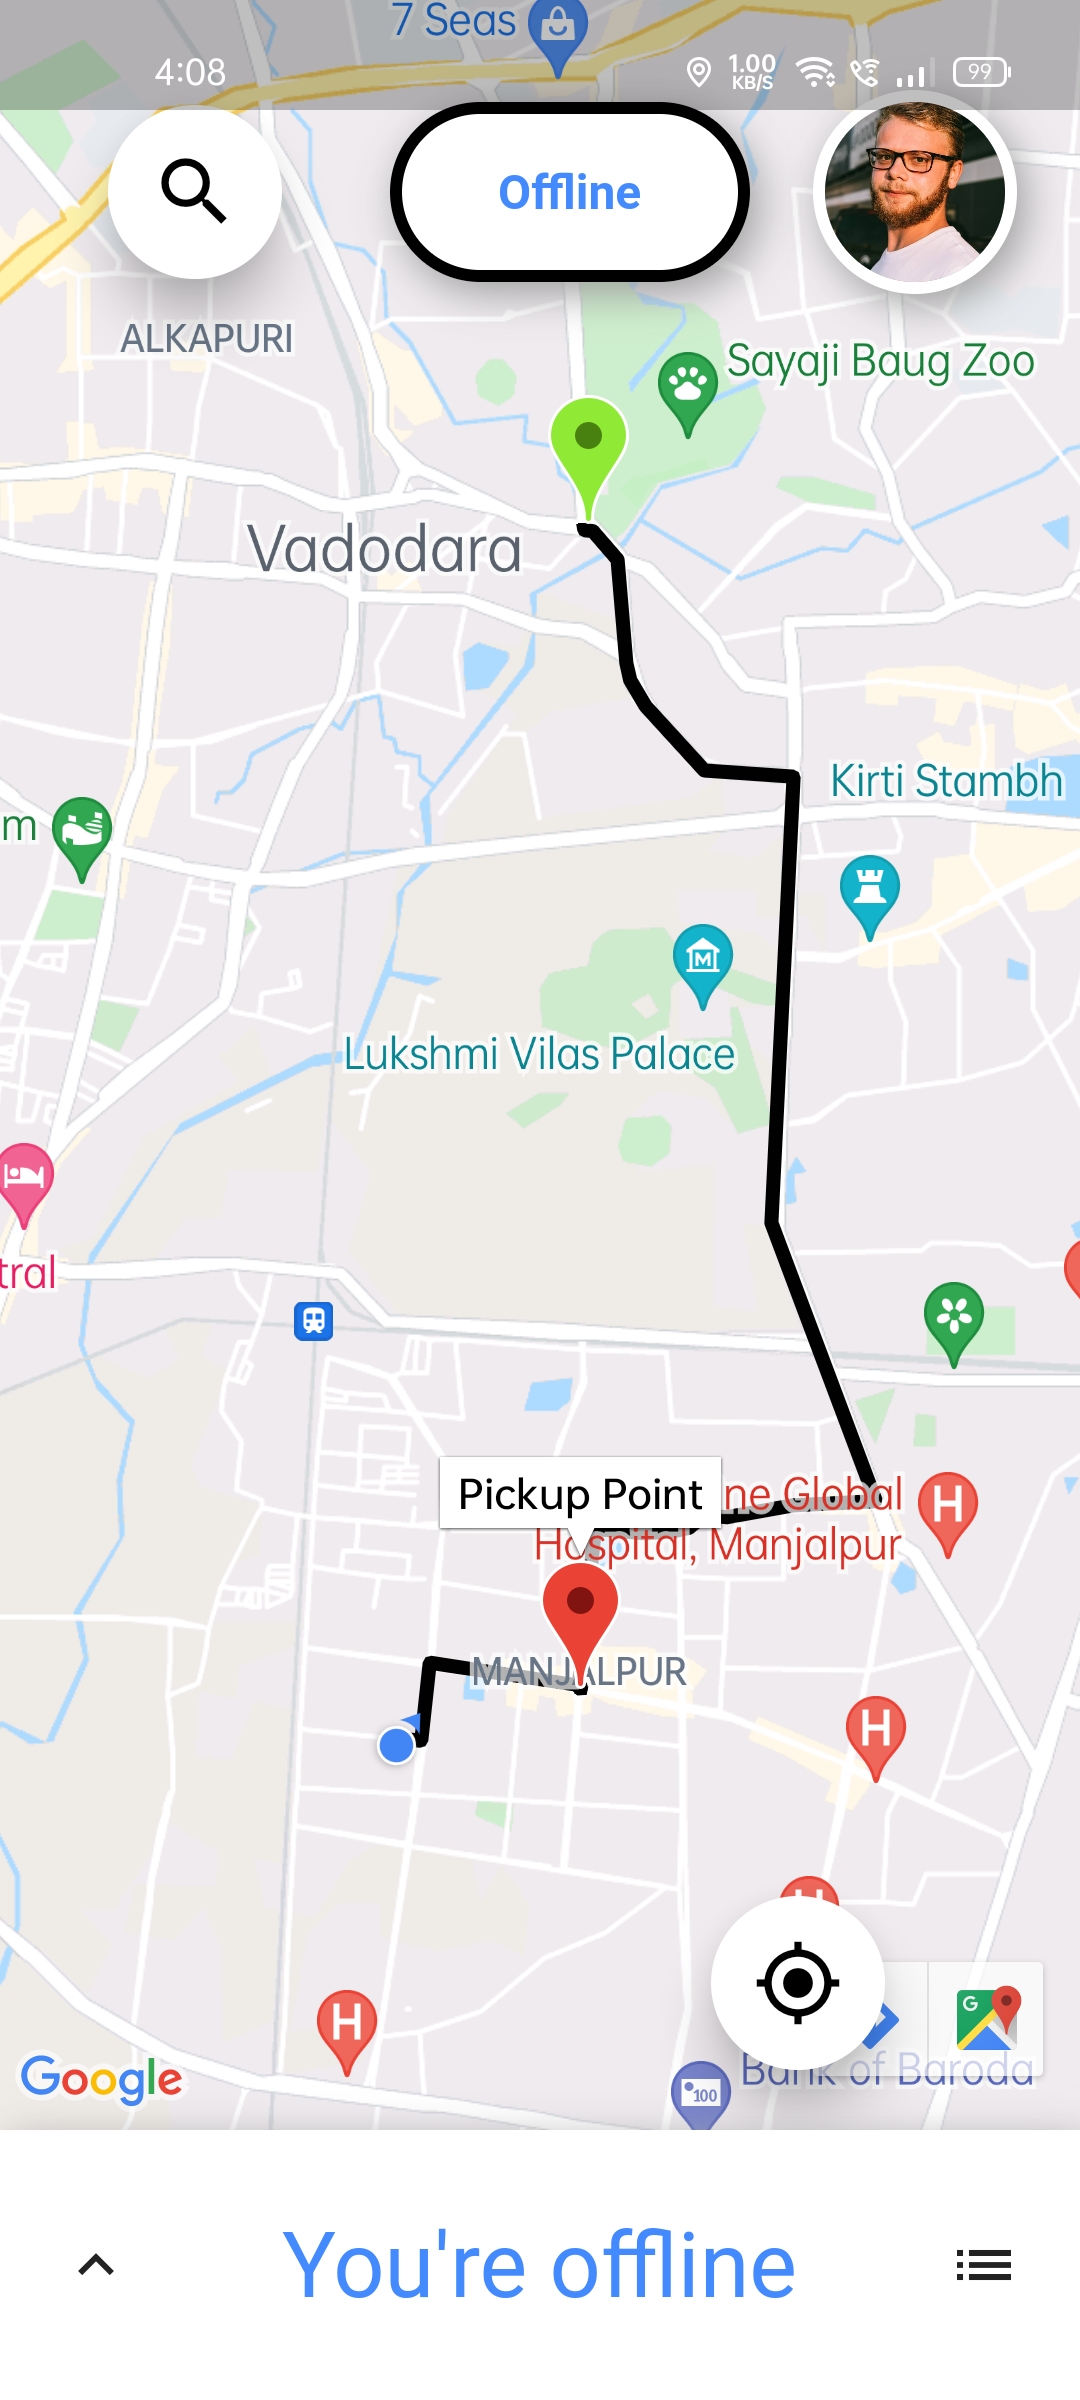 7 Seas
4:08
1.00
KB/S
99
Offline
ALKAPURI
Sayaji Baug Zoo
Vadodara
Kirti Stambh
m
M
Lukshmi Vilas Palace
tral
Pickup Point
ne Global
H
Hospital, Manjalpur
MANJALPUR
H
H
H
G
Google
Bank of Baroda
100
You're offline